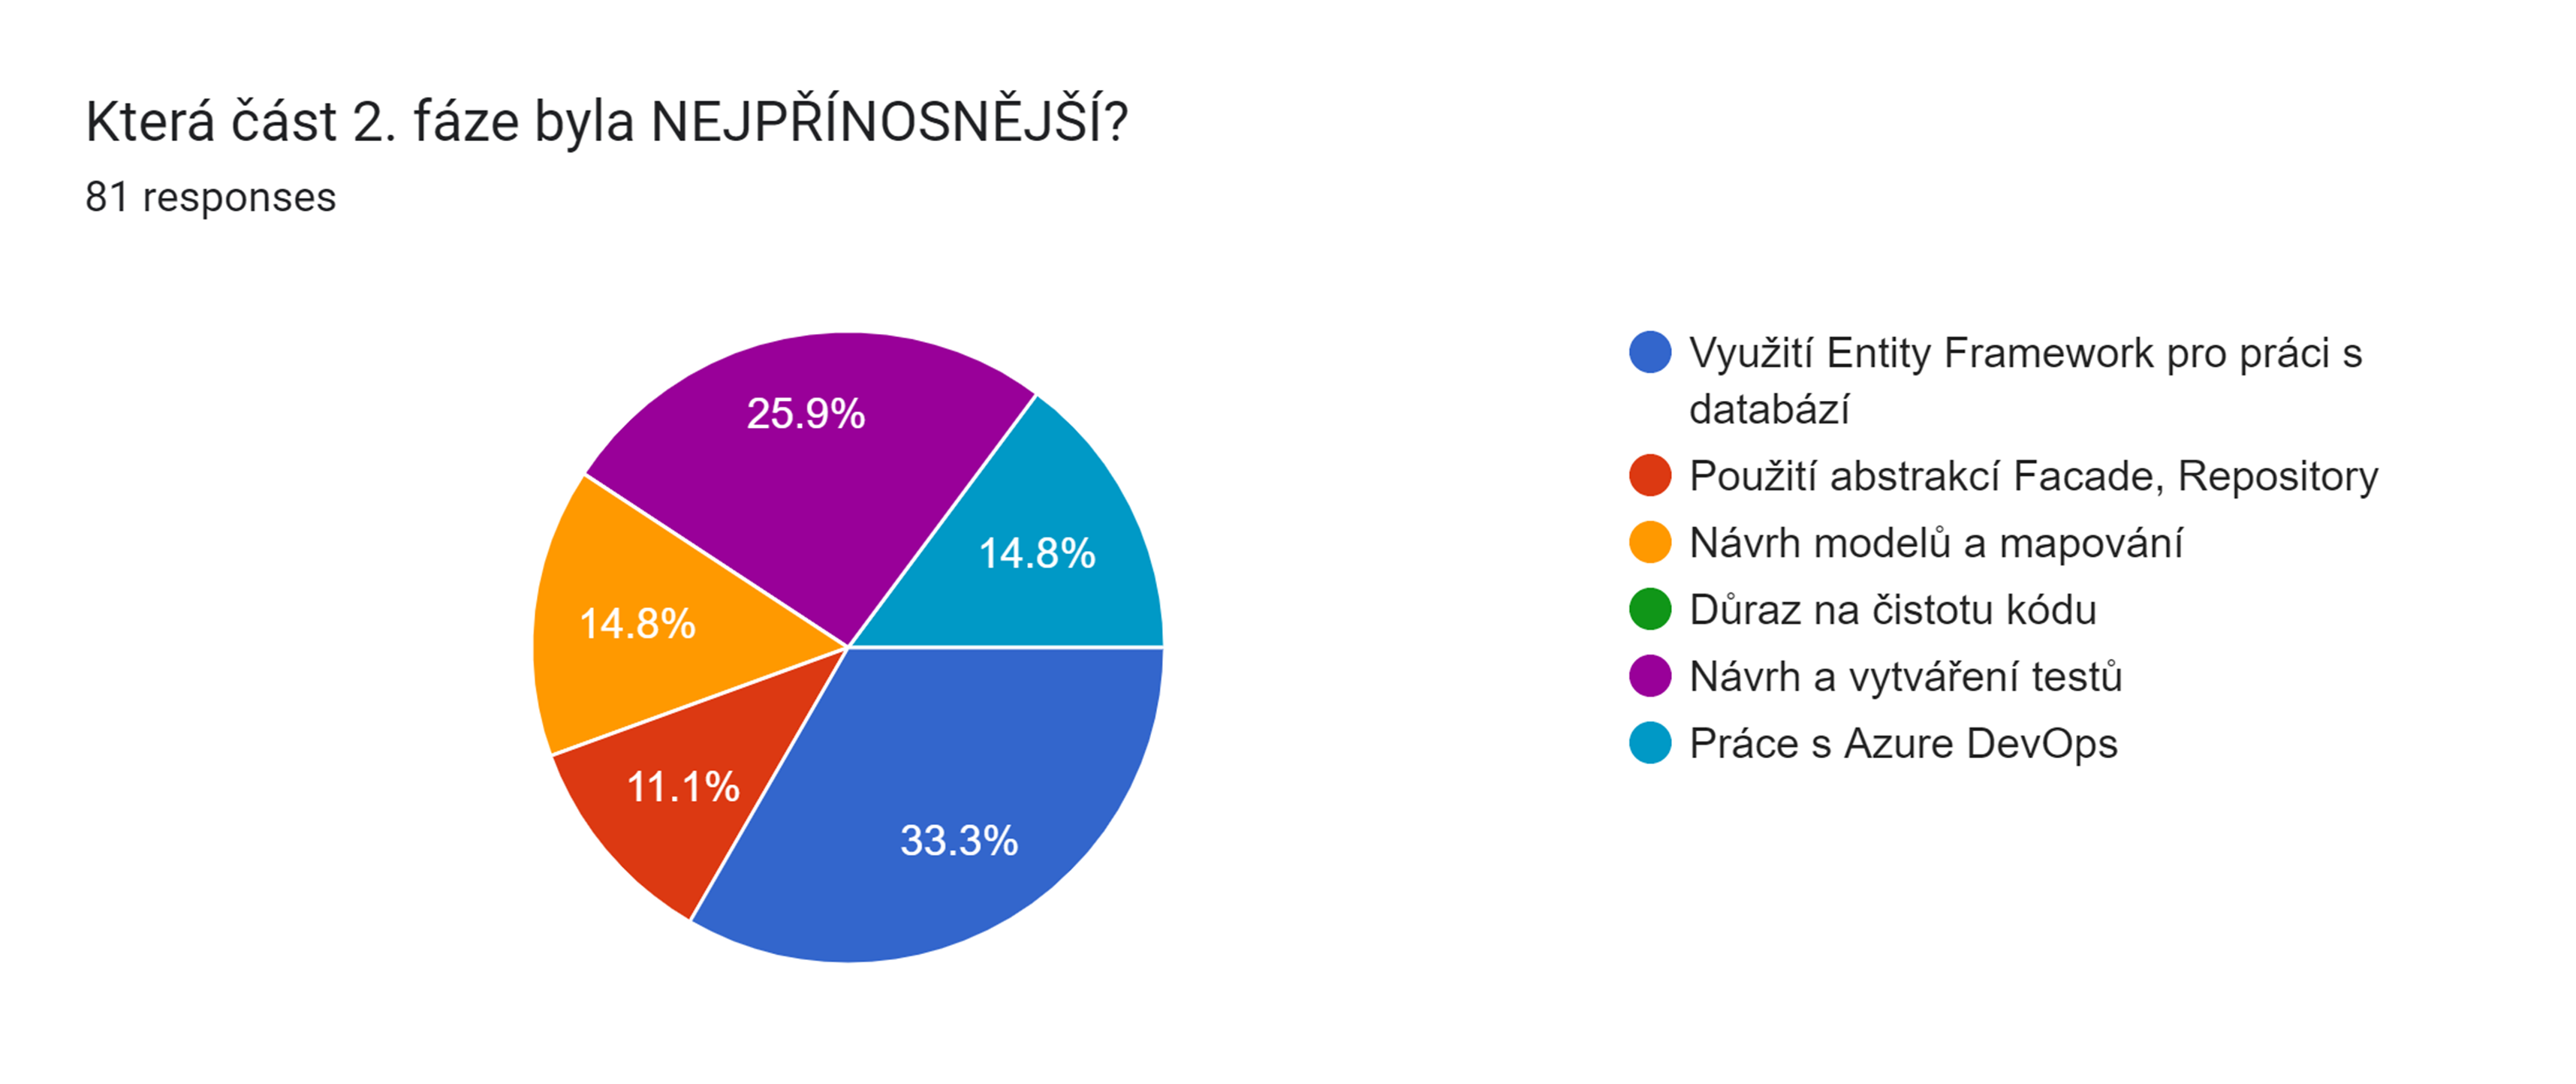 Která část 2. fáze byla NEJPŘÍNOSNĚJŠÍ?
81 responses
25.9%
14.8%
14.8%
11.1%
33.3%
Využití Entity Framework pro práci s
databází
Použití abstrakcí Facade, Repository
Návrh modelů a mapování
Důraz na čistotu kódu
Návrh a vytváření testů
Práce s Azure DevOps